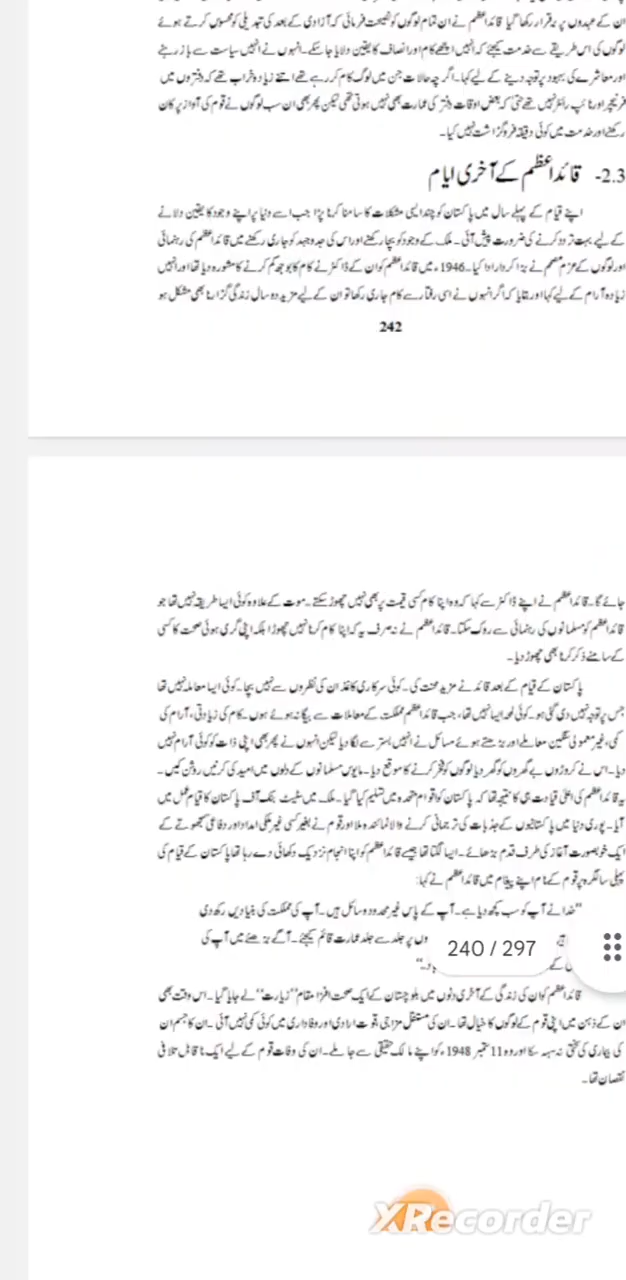 ان کے عہدوں پر برقرار رکھا گیا قائداعظم نے ان تمام لوگوں کو نصیحت فرمائی کہ آزادی کے بعد کی تبدیلی کو محسوس کرتے ہوئے
لوگوں کی اس طریقے سے خدمت کیجئے کہ انہیں اچھے کام اور انصاف کا یقین دلایا جا سکے۔ انہوں نے انہیں سیاست سے باز رہنے
اور معاشرے کی بہبود پر توجہ دینے کے لیے کہا۔ اگرچہ حالات جن میں لوگ کام کر رہے تھے اتنے زیادہ خراب تھے کہ دفتروں میں
فرنیچر اور ٹائپ رائٹر نہیں تھے حتیٰ کہ بعض اوقات دفتر کی عمارت بھی نہیں ہوتی تھی لیکن پھر بھی ان سب لوگوں نے قوم کی آواز پر کان
رکھے اور خدمت میں کوئی دقیقہ فروگزاشت نہیں کیا۔
2.3- قائداعظم کے آخری ایام
اپنے قیام کے پہلے سال میں پاکستان کو چند ایسی مشکلات کا سامنا کرنا پڑا جب اسے دنیا پر اپنے وجود کا یقین دلانے
کے لیے بہت تردد کرنے کی ضرورت پیش آئی۔ ملک کے وجود کو بچا رکھنے اور اس کی جدوجہد کو جاری رکھنے میں قائداعظم کی رہنمائی
اور لوگوں کے عزم مصمم نے بڑا کردار ادا کیا۔ 1946ء میں قائداعظم کو ان کے ڈاکٹر نے کام کا بوجھ کم کرنے کا مشورہ دیا تھا اور انہیں
زیادہ آرام کے لیے کہا اور بتایا کہ اگر انہوں نے اسی رفتار سے کام جاری رکھا تو ان کے لیے مزید دو سال زندگی گزارنا بھی مشکل ہو
242
جائے گا۔ قائداعظم نے اپنے ڈاکٹر سے کہا کہ وہ اپنا کام کسی قیمت پر بھی نہیں چھوڑ سکتے۔ موت کے علاوہ کوئی ایسا طریقہ نہیں تھا جو
قائداعظم کو مسلمانوں کی رہنمائی سے روک سکتا۔ قائداعظم نے نہ صرف یہ کہ اپنا کام کرنا نہیں چھوڑا بلکہ اپنی گری ہوئی صحت کا کسی
کے سامنے ذکر کرنا بھی چھوڑ دیا۔
پاکستان کے قیام کے بعد قائد نے مزید محنت کی۔ کوئی سرکاری کاغذ ان کی نظروں سے نہیں بچا۔ کوئی ایسا معاملہ نہیں تھا
جس پر توجہ نہیں دی گئی ہو۔ کوئی لمحہ ایسا نہیں تھا، جب قائداعظم مملکت کے معاملات سے بیگانہ ہوئے ہوں۔ کام کی زیادتی، آرام کی
کمی، غیر معمولی سنگین معاملے اور بڑھتے ہوئے مسائل نے انہیں بستر سے لگا دیا لیکن انہوں نے پھر بھی اپنی ذات کو کوئی آرام نہیں
دیا۔ اس نے کروڑوں بے گھروں کو گھر دیا لوگوں کو فخر کرنے کا موقع دیا۔ مایوس مسلمانوں کے دلوں میں امید کی کرنیں روشن کیں۔
یہ قائداعظم کی اعلیٰ قیادت ہی کا نتیجہ تھا کہ پاکستان کو اقوام متحدہ میں تسلیم کیا گیا۔ ملک میں سٹیٹ بنک آف پاکستان کا قیام عمل میں
آیا۔ پوری دنیا میں پاکستانیوں کے جذبات کی ترجمانی کرنے والا نمائندہ ملا اور قوم نے بغیر کسی غیر ملکی امداد اور دفاعی سمجھوتے کے
ایک خوبصورت آغاز کی طرف قدم بڑھائے۔ ایسا لگتا تھا جیسے قائداعظم کو اپنا انجام نزدیک دکھائی دے رہا تھا پاکستان کے قیام کی
پہلی سالگرہ پر قوم کے نام اپنے پیغام میں قائداعظم نے کہا:
"خدا نے آپ کو سب کچھ دیا ہے۔ آپ کے پاس غیر محدود وسائل ہیں۔ آپ کی مملکت کی بنیادیں رکھ دی
وں پر جلد سے جلد عمارت قائم کیجئے۔ آگے بڑھئے میں آپ کی
240 / 297
قائداعظم کو ان کی زندگی کے آخری دنوں میں بلوچستان کے ایک صحت افزا مقام "زیارت" لے جایا گیا۔ اس وقت بھی
ان کے ذہن میں اپنی قوم کے لوگوں کا خیال تھا۔ ان کی مستقل مزاجی، قوت ارادی اور وفاداری میں کوئی کمی نہیں آئی۔ ان کا جسم ان
کی بیماری کی سختی نہ سہہ سکا اور وہ 11 ستمبر 1948ء کو اپنے مالک حقیقی سے جا ملے۔ ان کی وفات قوم کے لیے ایک ناقابل تلافی
نقصان تھا۔
XRecorder